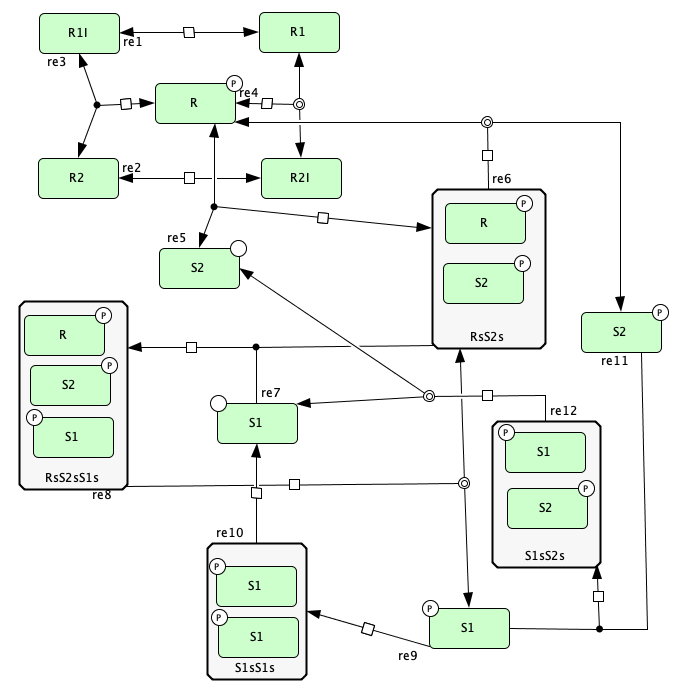 R1I
R1
re1
re3
P
re4
R
R2
re2
R2I
re6
P
R
re5
S2
P
S2
RsS2s
P
S2
re11
P
R
P
S2
P
S1
RsS2sS1s
re8
re7
S1
re12
P
S1
P
S2
S1sS2s
re10
P
S1
P
S1
S1sS1s
P
S1
re9